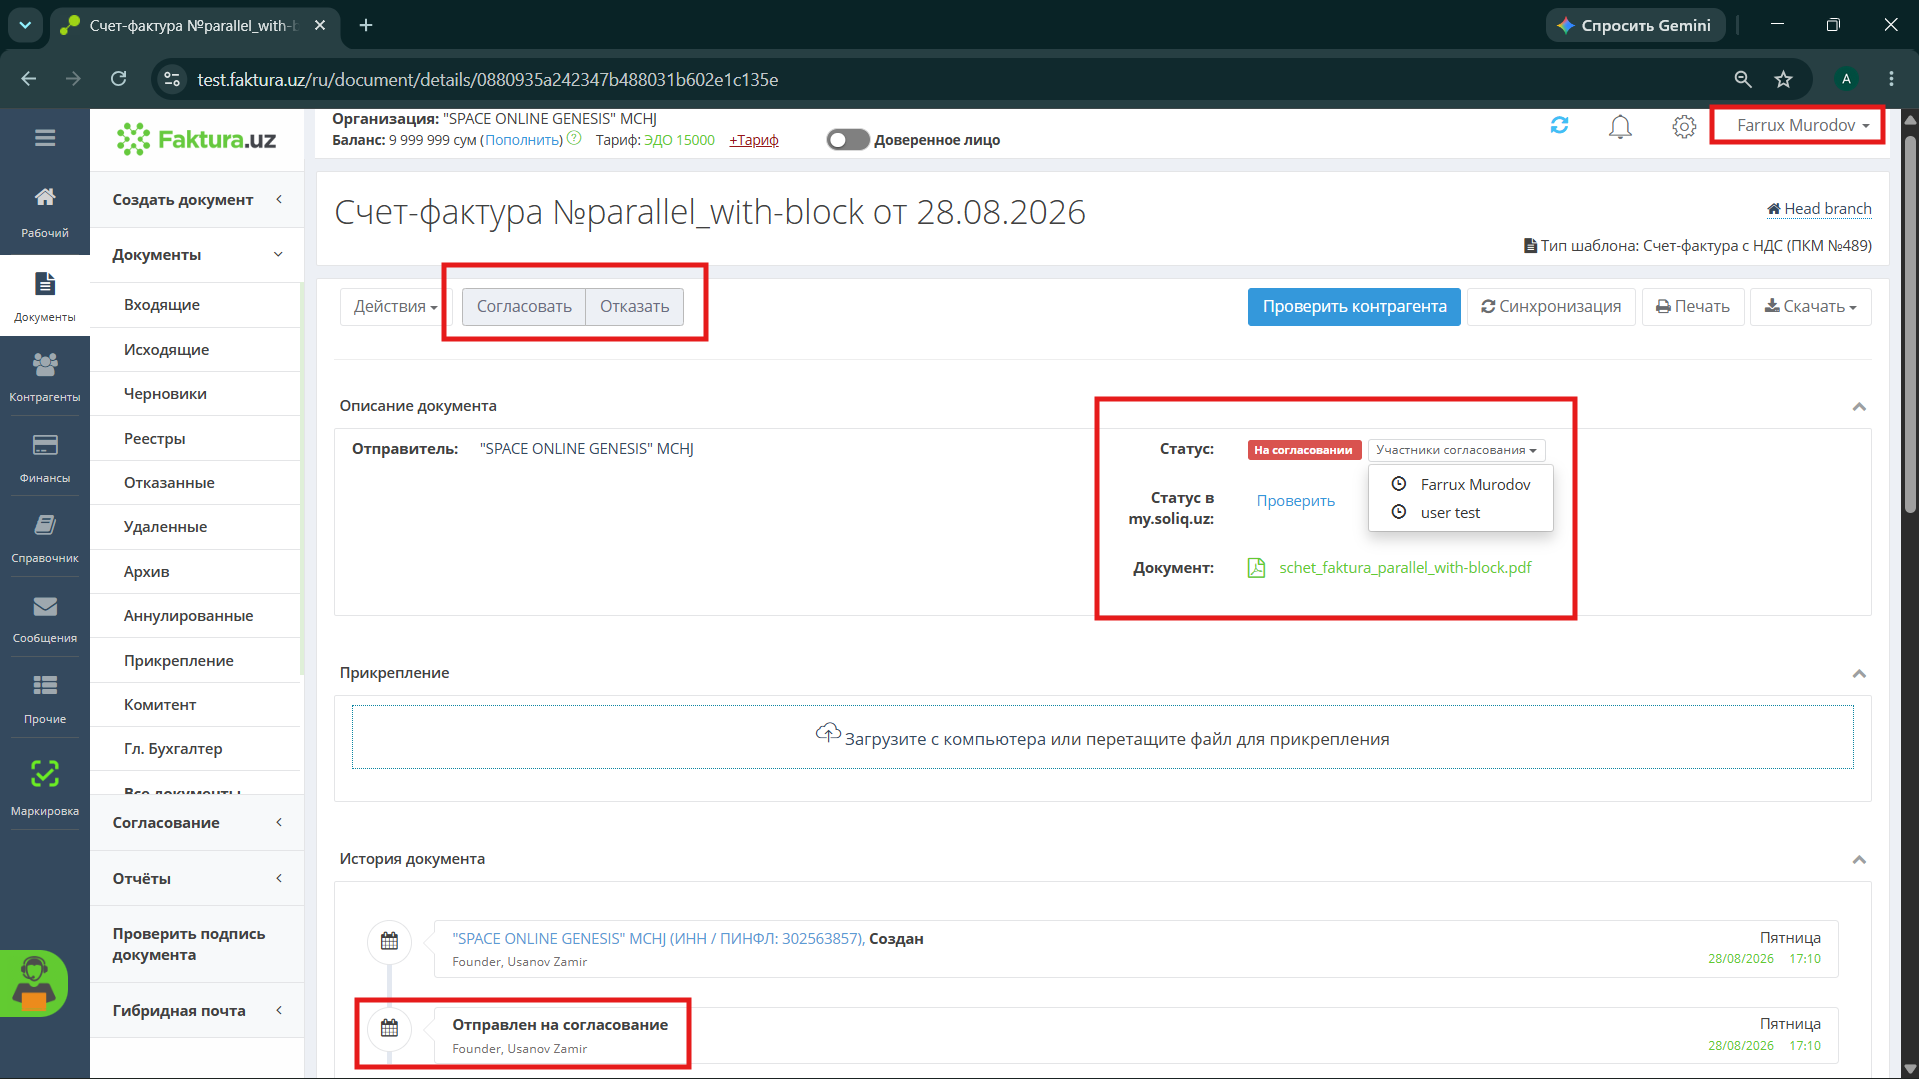 Счет-фактура №parallel_with-b
Спросить Gemini
test.faktura.uz/ru/document/details/0880935a242347b488031b602e1c135e
A
Faktura.uz
Организация: "SPACE ONLINE GENESIS" MCHJ
Баланс: 9 999 999 сум (Пополнить) ? Тариф: ЭДО 15000 +Тариф
Доверенное лицо
Farrux Murodov
Рабочий
Документы
Контрагенты
Финансы
Справочник
Сообщения
Прочие
Маркировка
Создать документ
Документы
Входящие
Исходящие
Черновики
Реестры
Отказанные
Удаленные
Архив
Аннулированные
Прикрепление
Комитент
Гл. Бухгалтер
Все документы
Согласование
Отчёты
Проверить подпись
документа
Гибридная почта
Счет-фактура №parallel_with-block от 28.08.2026
Head branch
Тип шаблона: Счет-фактура с НДС (ПКМ №489)
Действия
Согласовать
Отказать
Проверить контрагента
Синхронизация
Печать
Скачать
Описание документа
Отправитель: "SPACE ONLINE GENESIS" MCHJ
Статус: На согласовании Участники согласования
Farrux Murodov
user test
Статус в
my.soliq.uz:
Проверить
Документ: schet_faktura_parallel_with-block.pdf
Прикрепление
Загрузите с компьютера или перетащите файл для прикрепления
История документа
"SPACE ONLINE GENESIS" MCHJ (ИНН / ПИНФЛ: 302563857), Создан
Founder, Usanov Zamir
Пятница
28/08/2026 17:10
Отправлен на согласование
Founder, Usanov Zamir
Пятница
28/08/2026 17:10